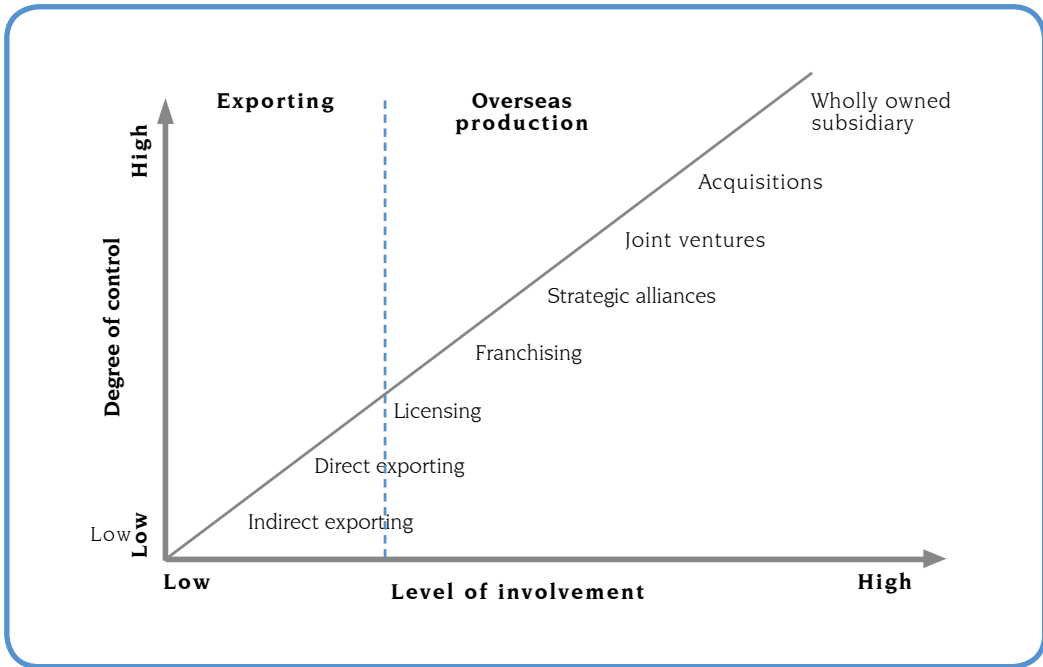 Exporting
Overseas
production
Wholly owned
subsidiary
High
Acquisitions
Joint ventures
Degree of control
Strategic alliances
Franchising
Licensing
Direct exporting
Indirect exporting
Low
Low
Low
Level of involvement
High